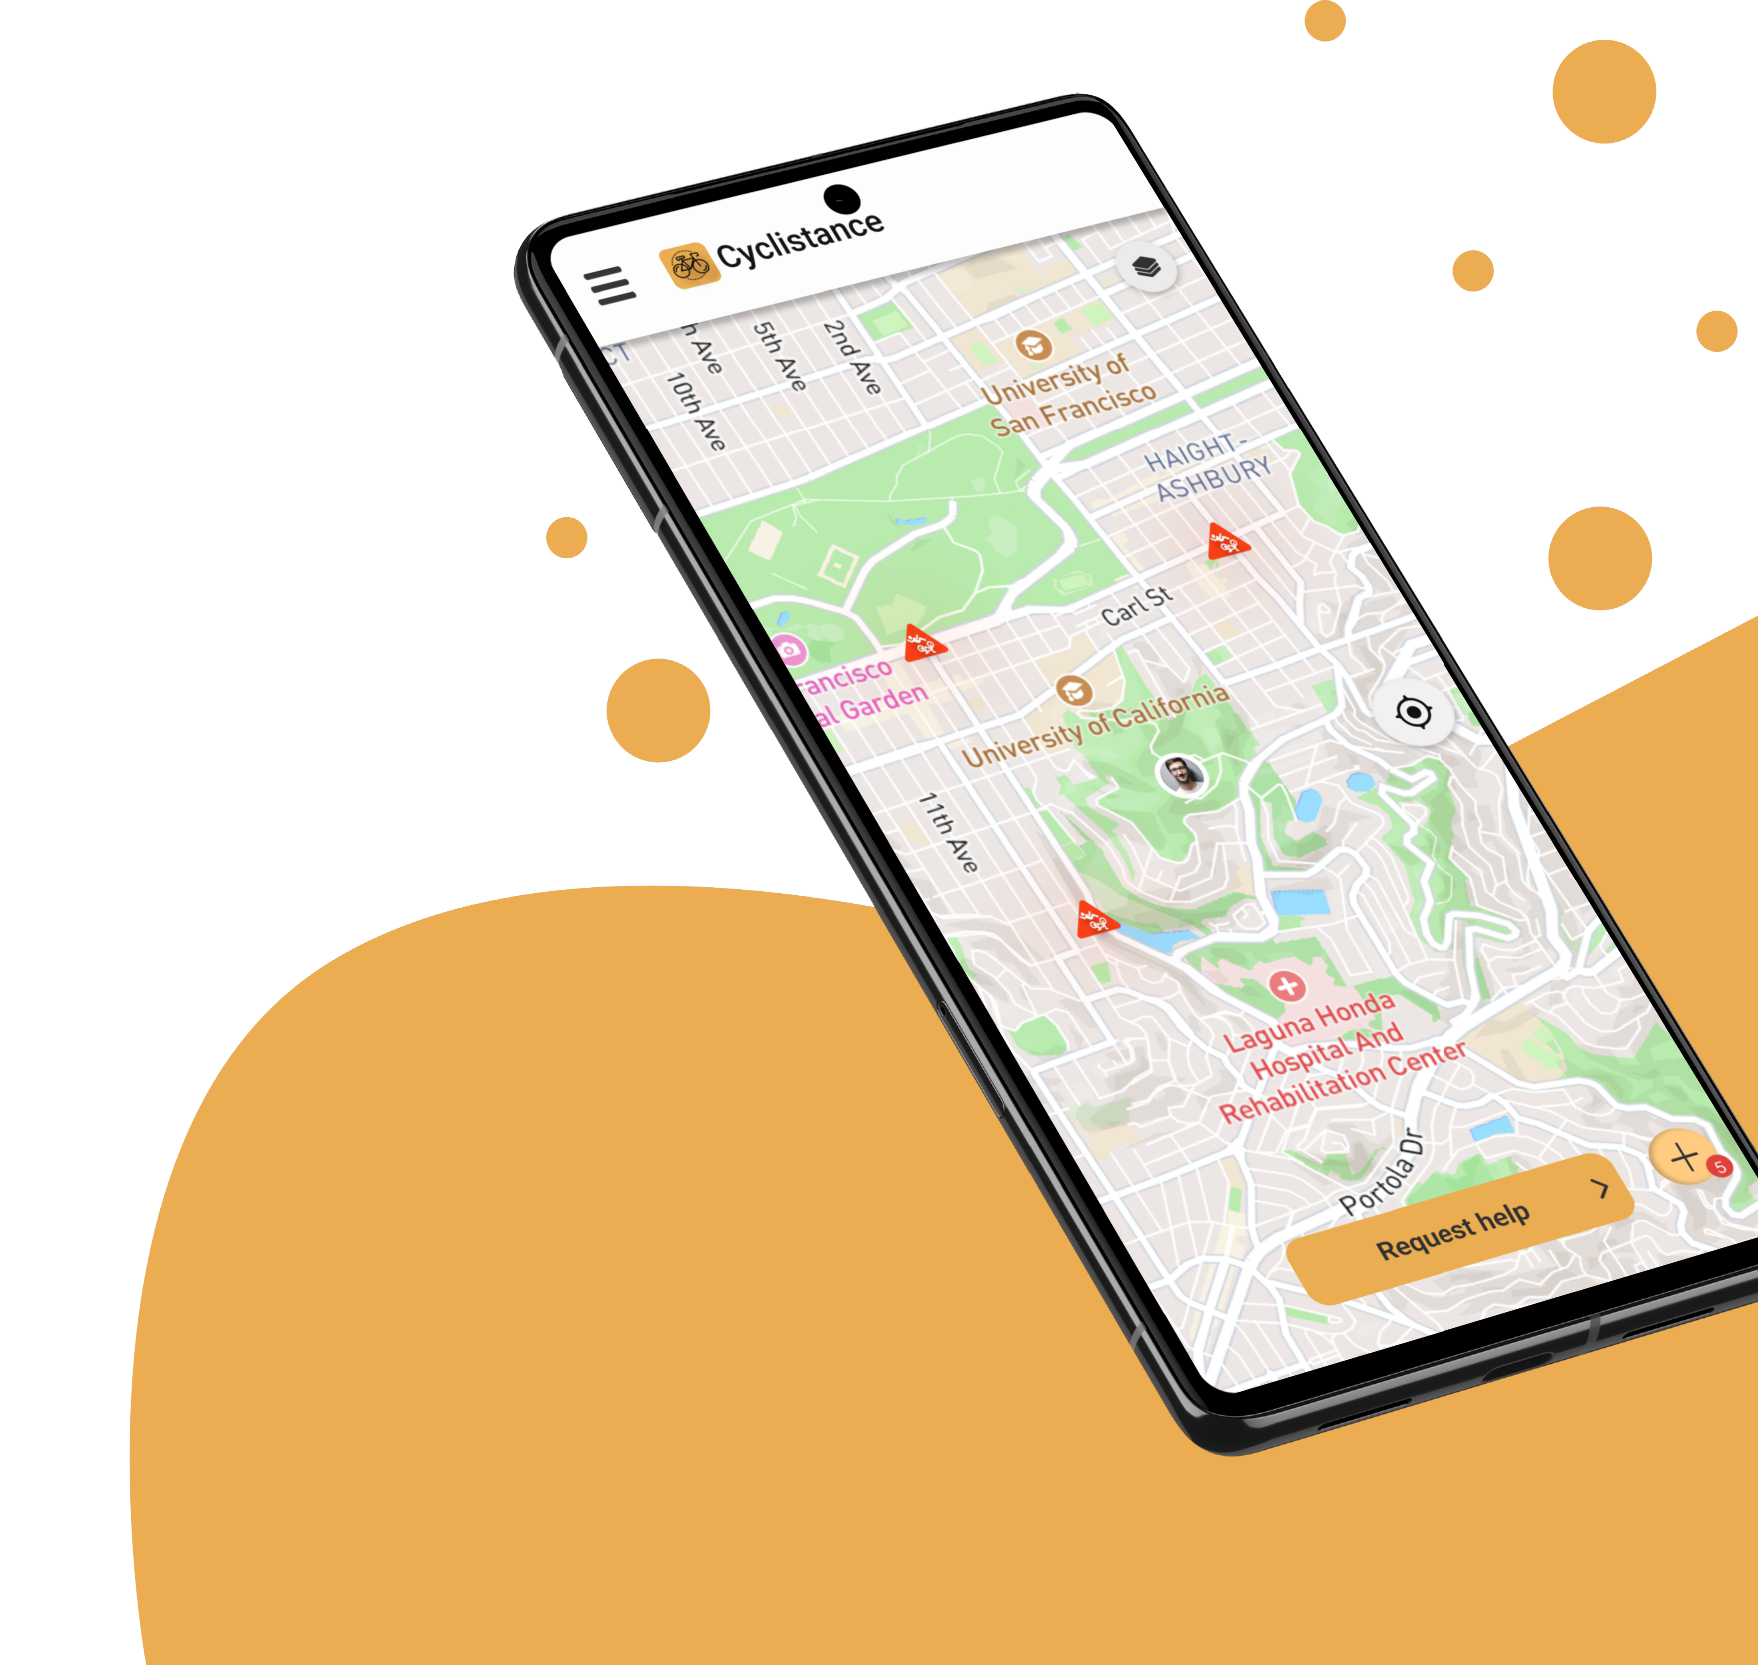 Cyclistance
CT
h Ave
5th Ave
2nd Ave
10th Ave
University of
San Francisco
HAIGHT-
ASHBURY
Carl St
rancisco
al Garden
University of California
11th Ave
Laguna Honda
Hospital And
Rehabilitation Center
Portola Dr
5
Request help